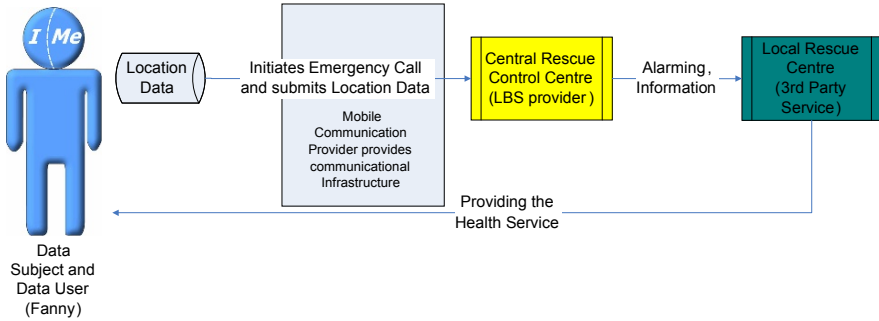 I Me
Location
Data
Initiates Emergency Call
and submits Location Data
Mobile
Communication
Provider provides
communicational
Infrastructure
Central Rescue
Control Centre
(LBS provider )
Alarming ,
Information
Local Rescue
Centre
(3rd Party
Service )
Providing the
Health Service
Data
Subject and
Data User
(Fanny )